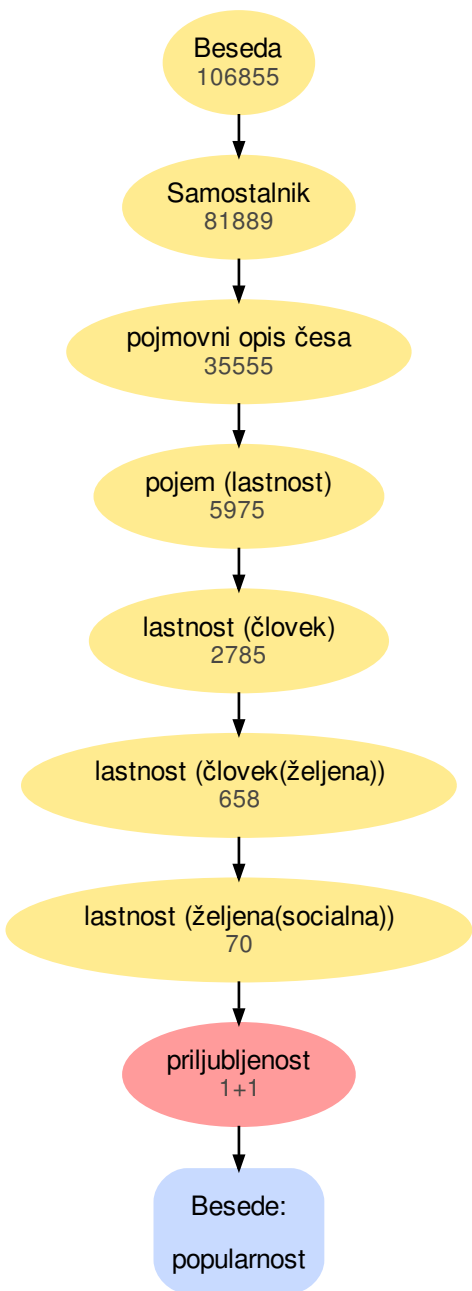 Beseda
106855
Samostalnik
81889
pojmovni opis česa
35555
pojem (lastnost)
5975
lastnost (človek)
2785
lastnost (človek(željena))
658
lastnost (željena(socialna))
70
priljubljenost
1+1
Besede:
popularnost